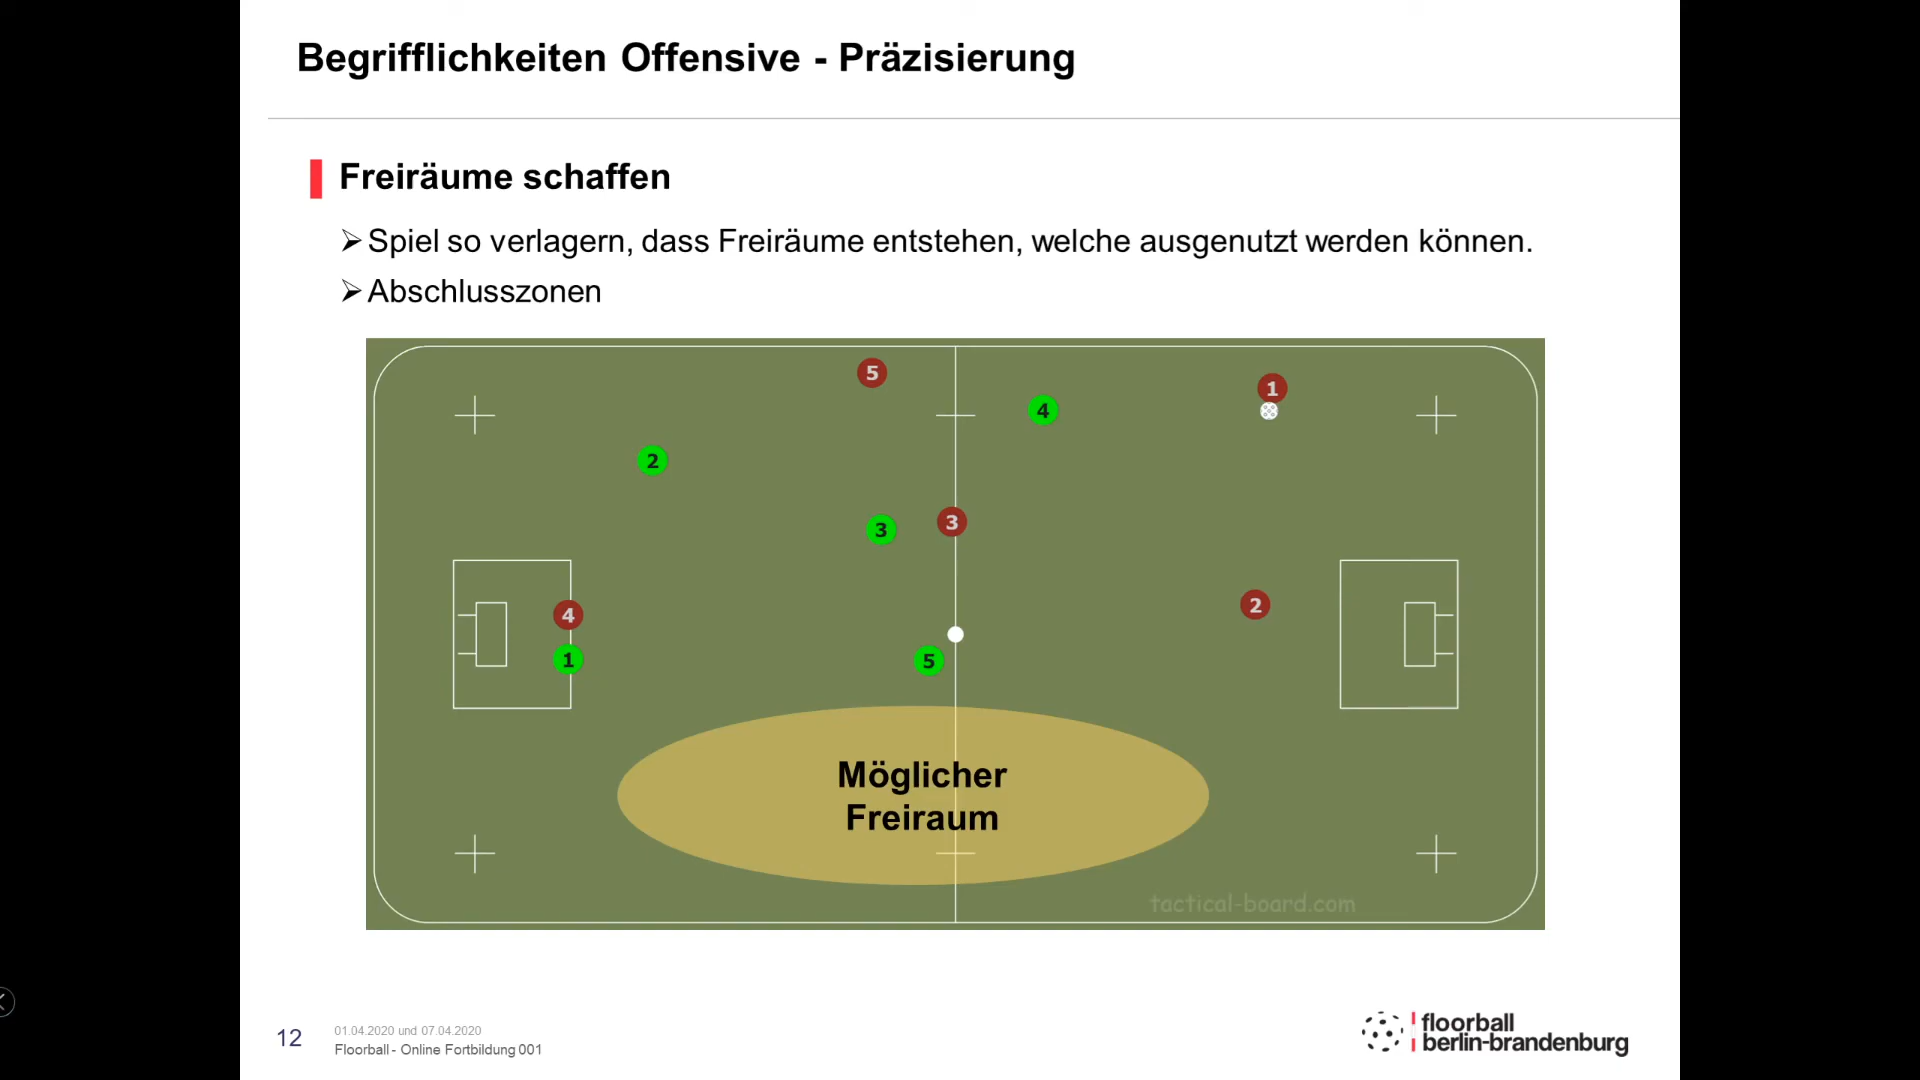 Begrifflichkeiten Offensive - Präzisierung
Freiräume schaffen
Spiel so verlagern, dass Freiräume entstehen, welche ausgenutzt werden können.
Abschlusszonen
5
1
4
2
3
3
4
2
1
5
Möglicher
Freiraum
tactical-board.com
12
01.04.2020 und 07.04.2020
Floorball - Online Fortbildung 001
floorball
berlin-brandenburg